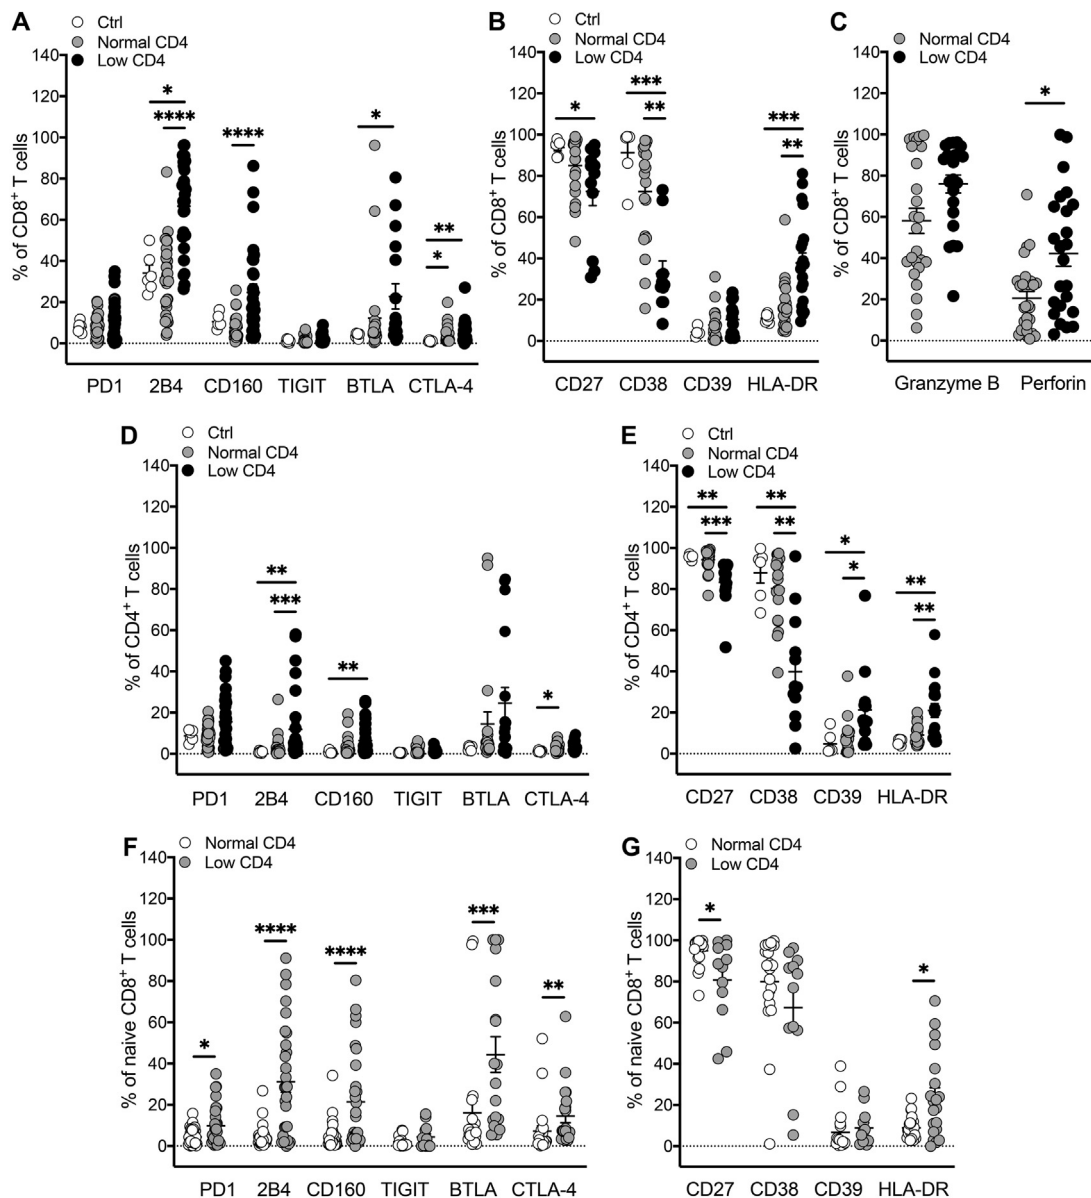 A
Ctrl
Normal CD4
Low CD4
% of CD8+ T cells
140
120
100
80
60
40
20
0
*
****
****
*
**
*
PD1 2B4 CD160 TIGIT BTLA CTLA-4
B
Ctrl
Normal CD4
Low CD4
% of CD8+ T cells
140
120
100
80
60
40
20
0
*
***
**
***
**
CD27 CD38 CD39 HLA-DR
C
Normal CD4
Low CD4
% of CD8+ T cells
140
120
100
80
60
40
20
0
*
Granzyme B Perforin
D
Ctrl
Normal CD4
Low CD4
% of CD4+ T cells
140
120
100
80
60
40
20
0
**
***
**
*
PD1 2B4 CD160 TIGIT BTLA CTLA-4
E
Ctrl
Normal CD4
Low CD4
% of CD4+ T cells
140
120
100
80
60
40
20
0
**
***
**
**
*
*
**
**
CD27 CD38 CD39 HLA-DR
F
Normal CD4
Low CD4
% of naive CD8+ T cells
140
120
100
80
60
40
20
0
*
****
****
***
**
PD1 2B4 CD160 TIGIT BTLA CTLA-4
G
Normal CD4
Low CD4
% of naive CD8+ T cells
140
120
100
80
60
40
20
0
*
*
CD27 CD38 CD39 HLA-DR